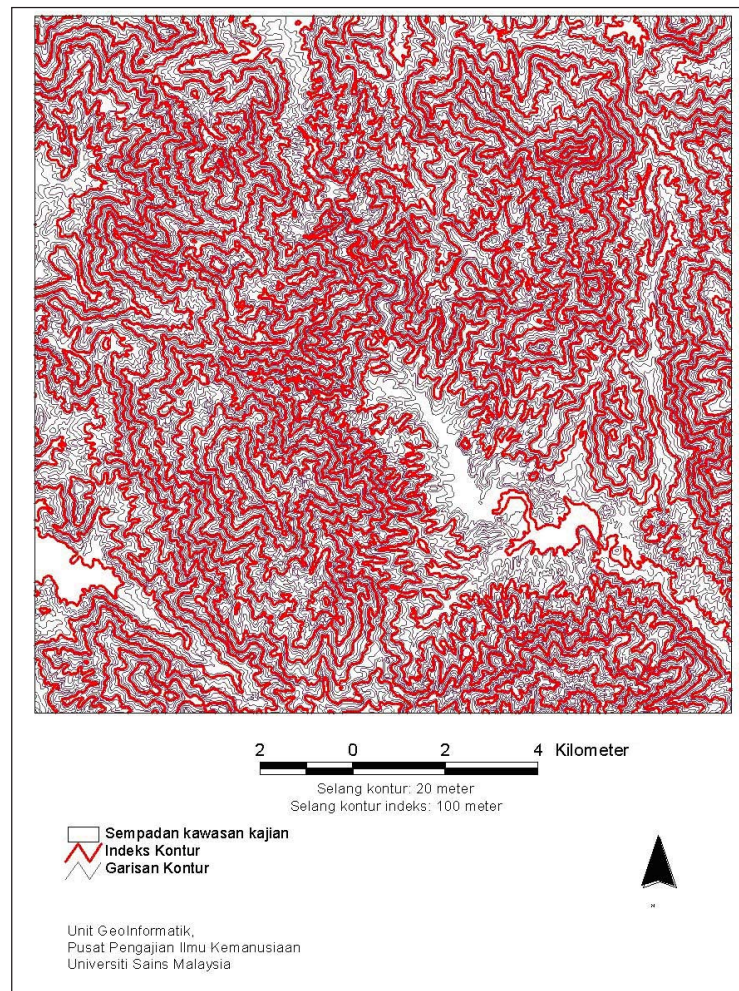 2 0 2 4 Kilometer
Selang kontur: 20 meter
Selang kontur indeks: 100 meter
Sempadan kawasan kajian
Indeks Kontur
Garisan Kontur
N
Unit GeoInformatik,
Pusat Pengajian Ilmu Kemanusiaan
Universiti Sains Malaysia